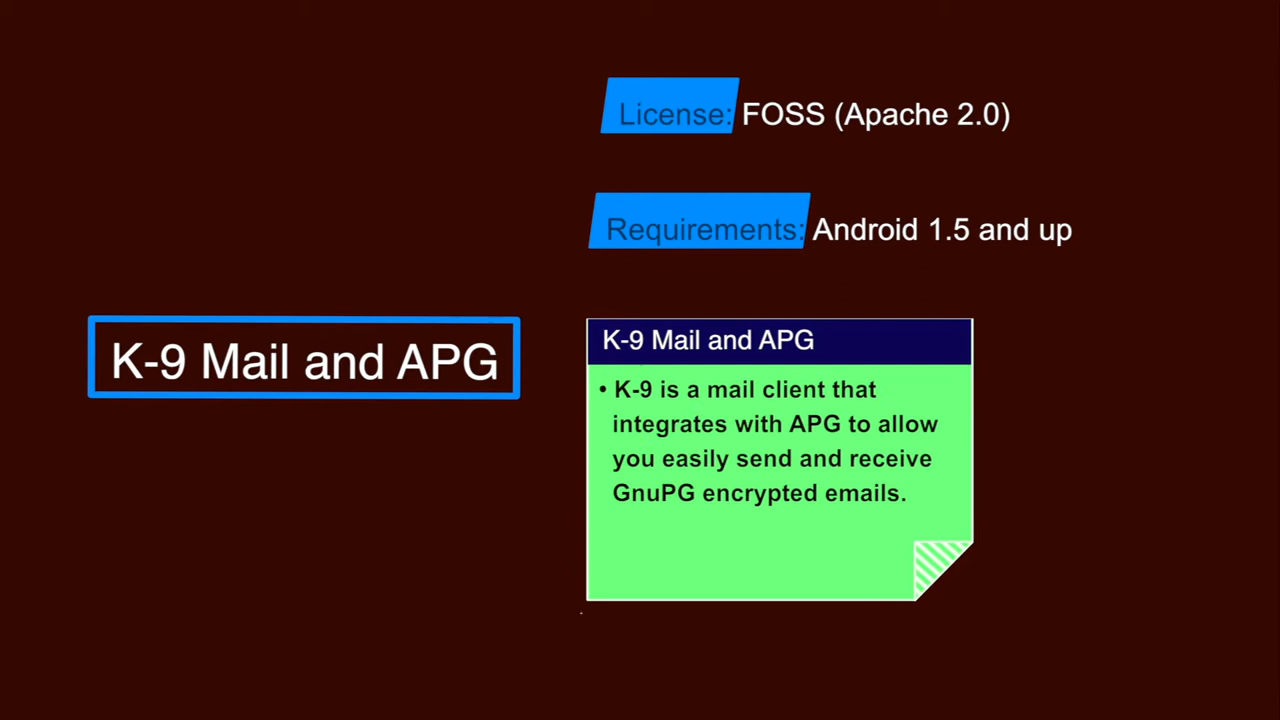 License: FOSS (Apache 2.0)
Requirements: Android 1.5 and up
K-9 Mail and APG
K-9 Mail and APG
• K-9 is a mail client that
integrates with APG to allow
you easily send and receive
GnuPG encrypted emails.